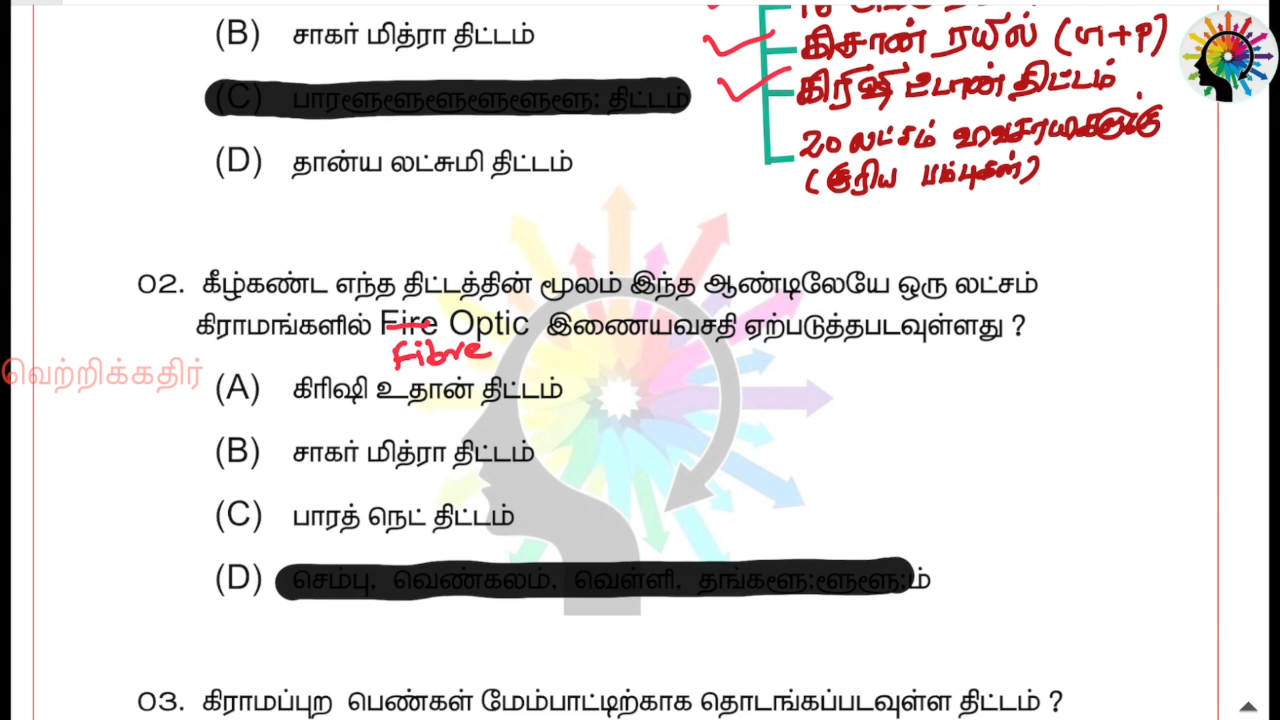 (B) சாகர் மித்ரா திட்டம்
(C) திட்டம்
(D) தான்ய லட்சுமி திட்டம்
கிசான் ரயில்
கிரிஷி உடான் திட்டம்
20 லட்சம்
(சூரிய பம்புகள்)
02. கீழ்கண்ட எந்த திட்டத்தின் மூலம் இந்த ஆண்டிலேயே ஒரு லட்சம்
கிராமங்களில் Fire Optic இணையவசதி ஏற்படுத்தபடவுள்ளது ?
Fibre
வெற்றிக்கதிர்
(A) கிரிஷி உதான் திட்டம்
(B) சாகர் மித்ரா திட்டம்
(C) பாரத் நெட் திட்டம்
(D) செம்பு, வெண்கலம், வெள்ளி,
03. கிராமப்புற பெண்கள் மேம்பாட்டிற்காக தொடங்கப்படவுள்ள திட்டம் ?